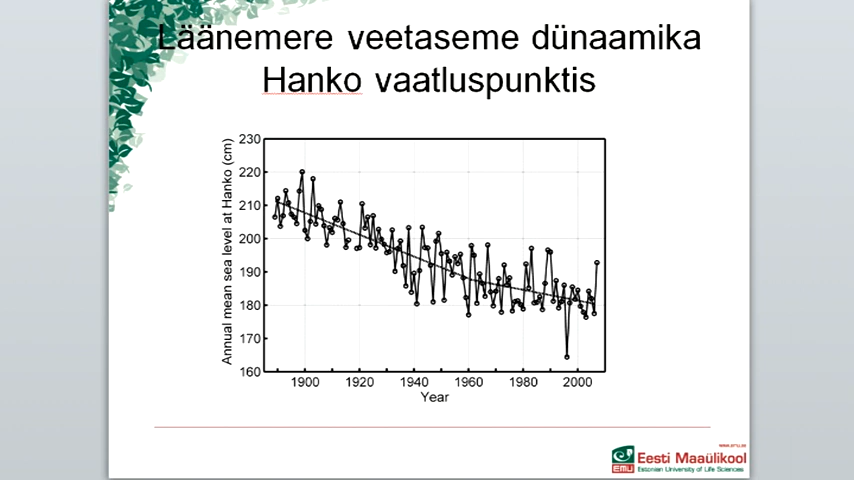 Läänemere veetaseme dünaamika
Hanko vaatluspunktis
Annual mean sea level at Hanko (cm)
230
220
210
200
190
180
170
160
1900 1920 1940 1960 1980 2000
Year
EMÜ
Eesti Maaülikool
Estonian University of Life Sciences